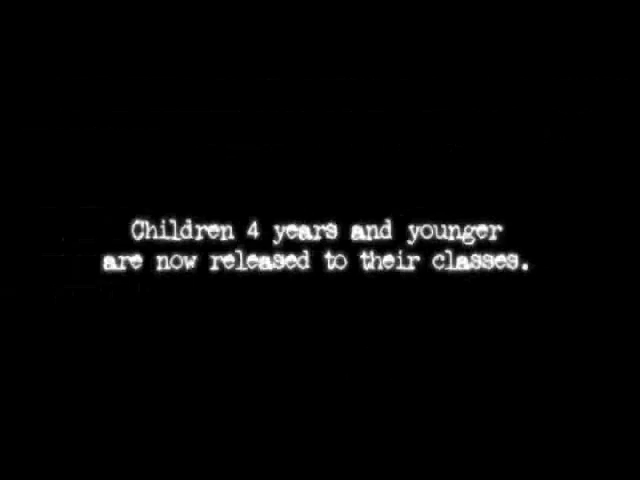 Children 4 years and younger
are now released to their classes.